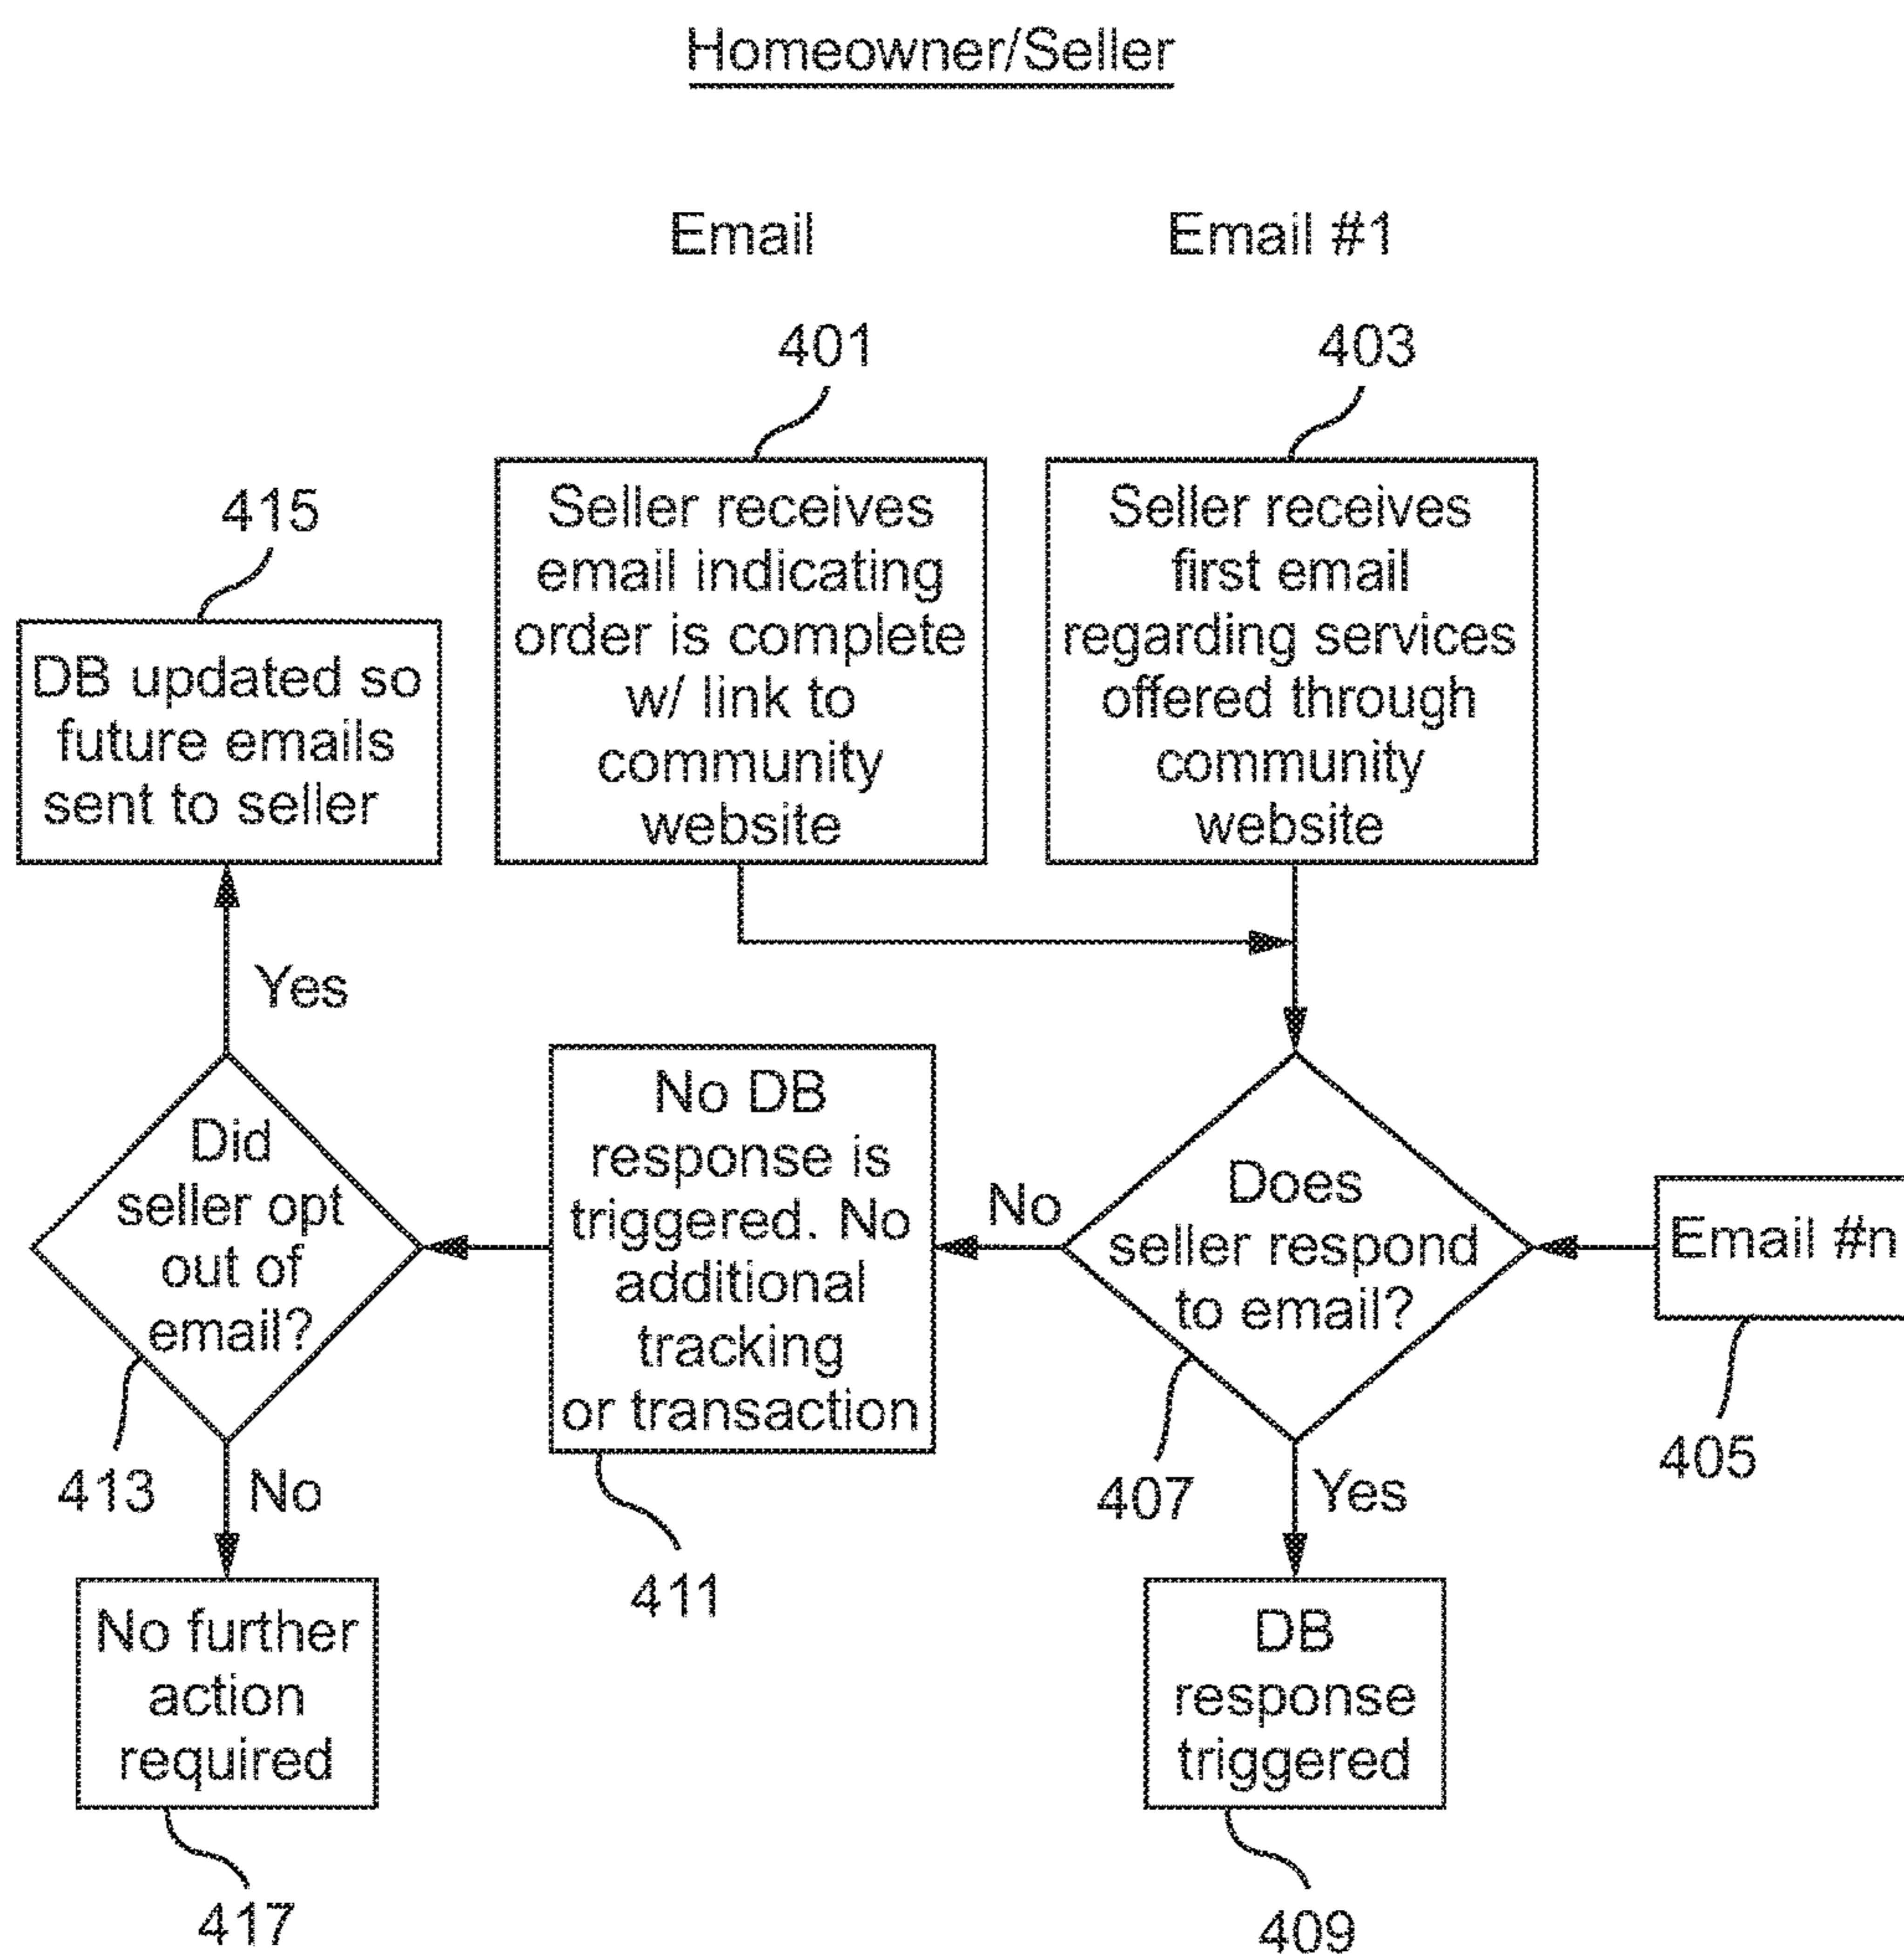 Homeowner/Seller
Email
Email #1
401
403
415
Seller receives
email indicating
order is complete
w/ link to
community
website
Seller receives
first email
regarding services
offered through
community
website
DB updated so
future emails
sent to seller
Yes
Did
seller opt
out of
email?
No DB
response is
triggered. No
additional
tracking
or transaction
No
Does
seller respond
to email?
Email #n
413
No
411
407
Yes
405
No further
action
required
DB
response
triggered
417
409